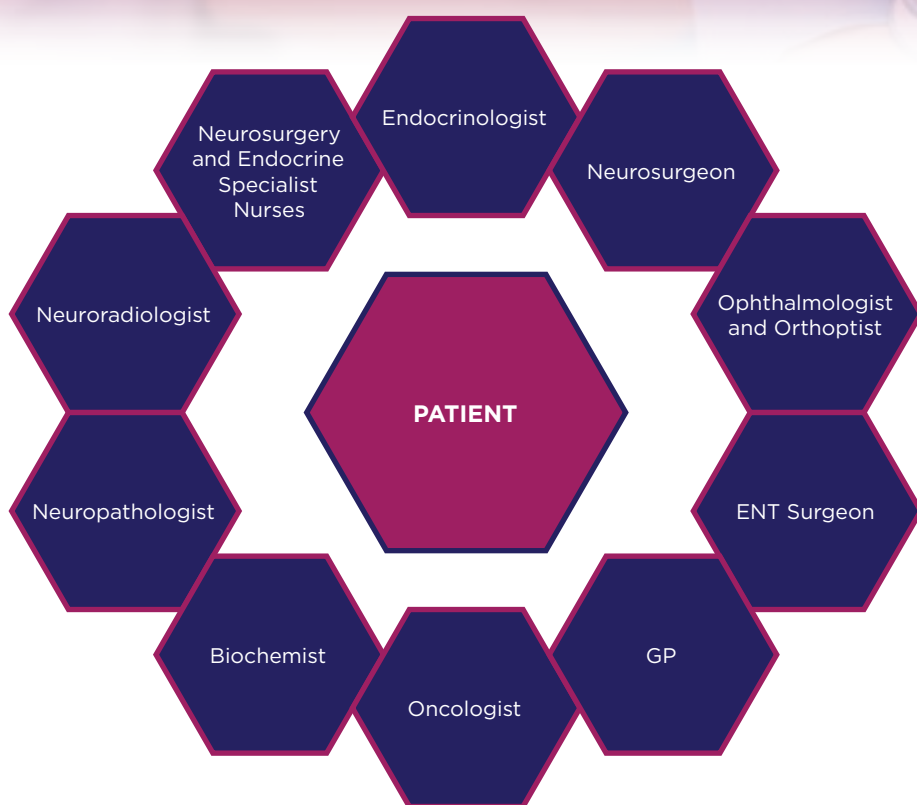 Endocrinologist
Neurosurgery
and Endocrine
Specialist
Nurses
Neurosurgeon
Neuroradiologist
Ophthalmologist
and Orthoptist
PATIENT
Neuropathologist
ENT Surgeon
Biochemist
GP
Oncologist